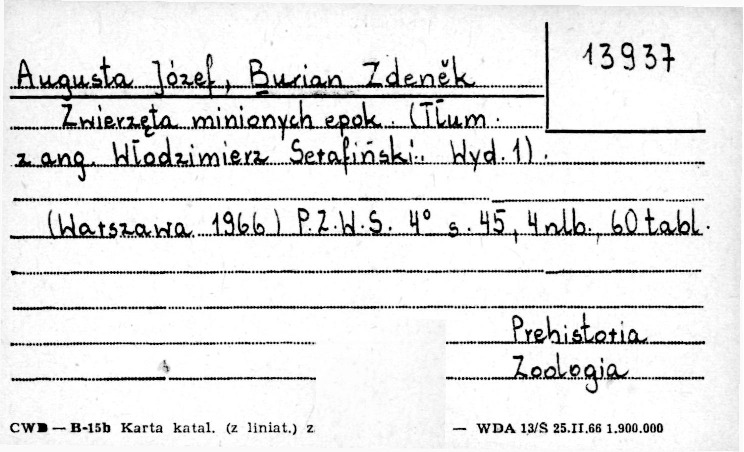 13937
Augusta Józef, Burian Zdeněk
Zwierzęta minionych epok. (Tłum.
z ang. Włodzimierz Serafiński. Wyd. 1).
(Warszawa 1966) P.Z.W.S. 4° s. 45, 4 nlb., 60 tabl.
Prehistoria
Zoologia
CWD — B-15b Karta katal. (z liniat.) z — WDA 13/S 25.II.66 1.900.000